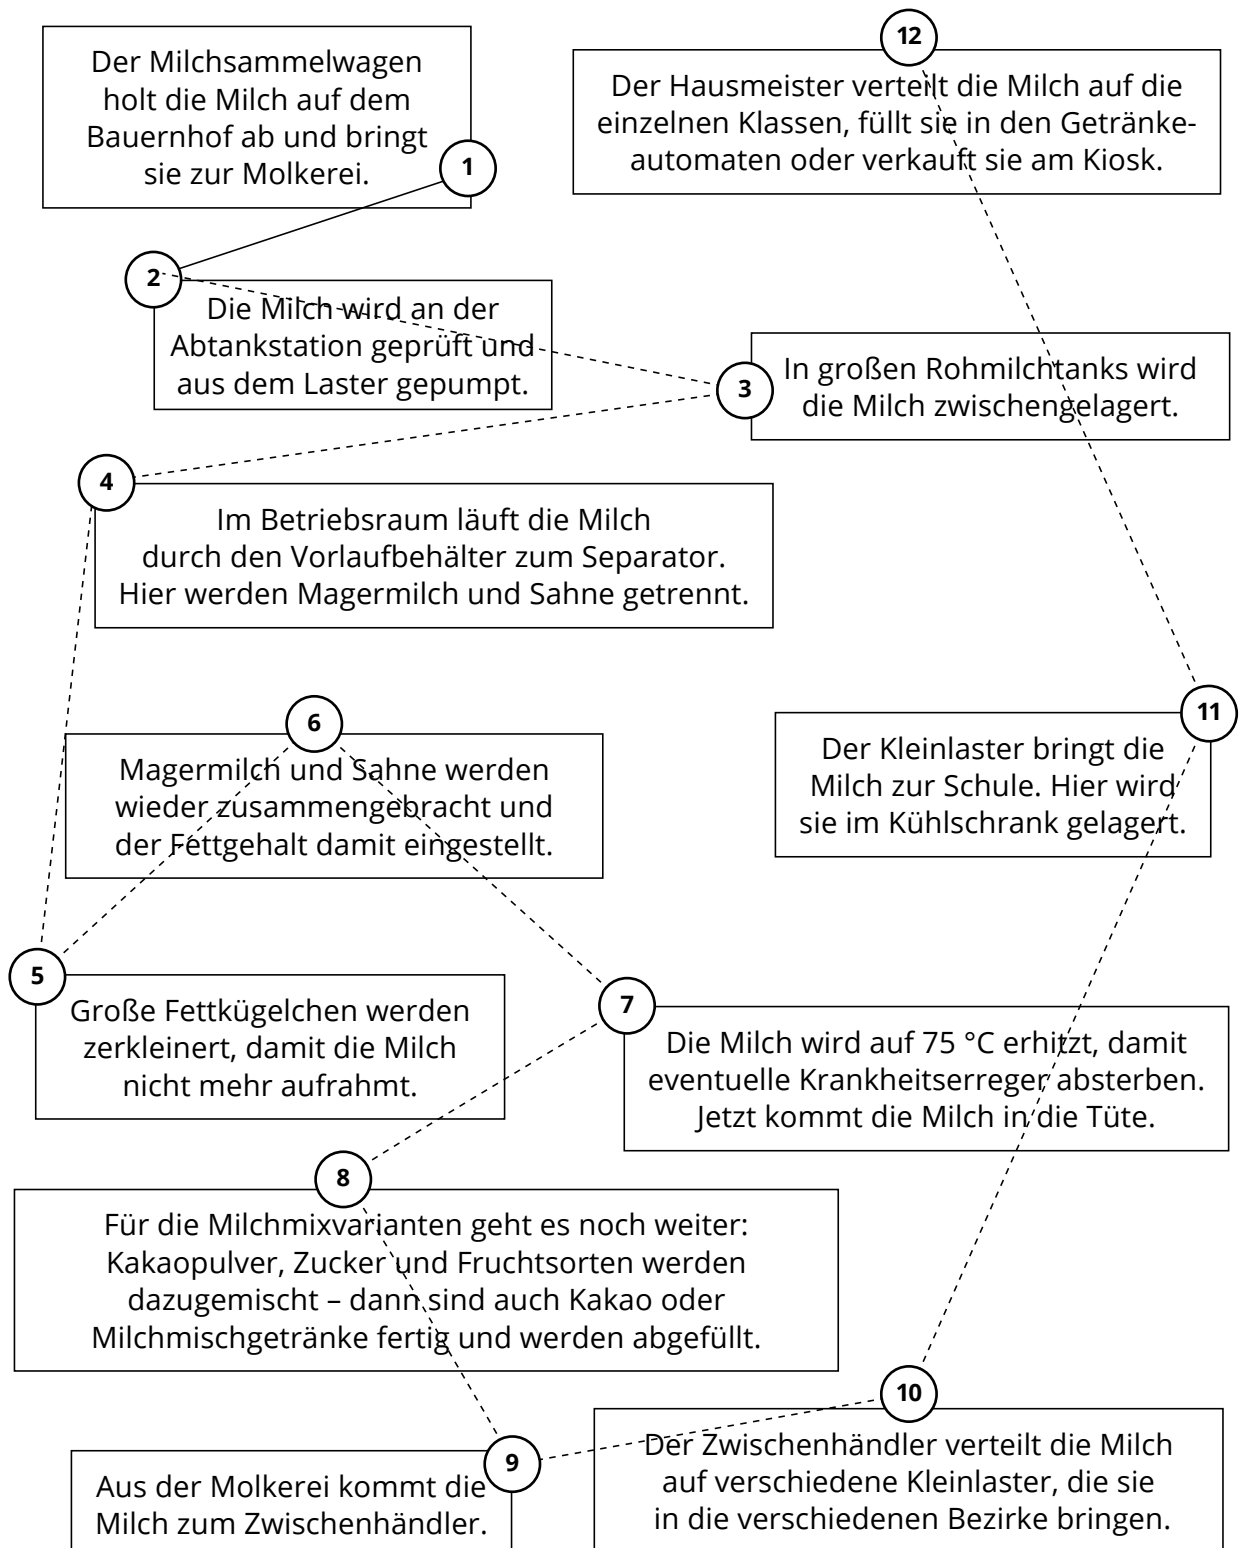 1
Der Milchsammelwagen
holt die Milch auf dem
Bauernhof ab und bringt
sie zur Molkerei.
2
Die Milch wird an der
Abtankstation geprüft und
aus dem Laster gepumpt.
3
In großen Rohmilchtanks wird
die Milch zwischengelagert.
4
Im Betriebsraum läuft die Milch
durch den Vorlaufbehälter zum Separator.
Hier werden Magermilch und Sahne getrennt.
5
Große Fettkügelchen werden
zerkleinert, damit die Milch
nicht mehr aufrahmt.
6
Magermilch und Sahne werden
wieder zusammengebracht und
der Fettgehalt damit eingestellt.
7
Die Milch wird auf 75 °C erhitzt, damit
eventuelle Krankheitserreger absterben.
Jetzt kommt die Milch in die Tüte.
8
Für die Milchmixvarianten geht es noch weiter:
Kakaopulver, Zucker und Fruchtsorten werden
dazugemischt – dann sind auch Kakao oder
Milchmischgetränke fertig und werden abgefüllt.
9
Aus der Molkerei kommt die
Milch zum Zwischenhändler.
10
Der Zwischenhändler verteilt die Milch
auf verschiedene Kleinlaster, die sie
in die verschiedenen Bezirke bringen.
11
Der Kleinlaster bringt die
Milch zur Schule. Hier wird
sie im Kühlschrank gelagert.
12
Der Hausmeister verteilt die Milch auf die
einzelnen Klassen, füllt sie in den Getränke-
automaten oder verkauft sie am Kiosk.